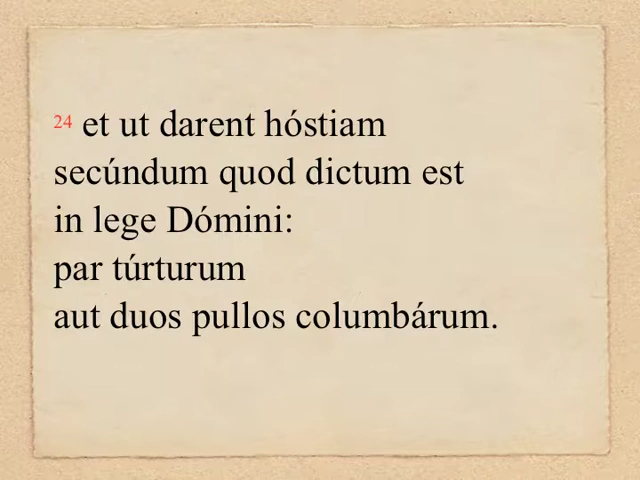 24 et ut darent hóstiam
secúndum quod dictum est
in lege Dómini:
par túrturum
aut duos pullos columbárum.